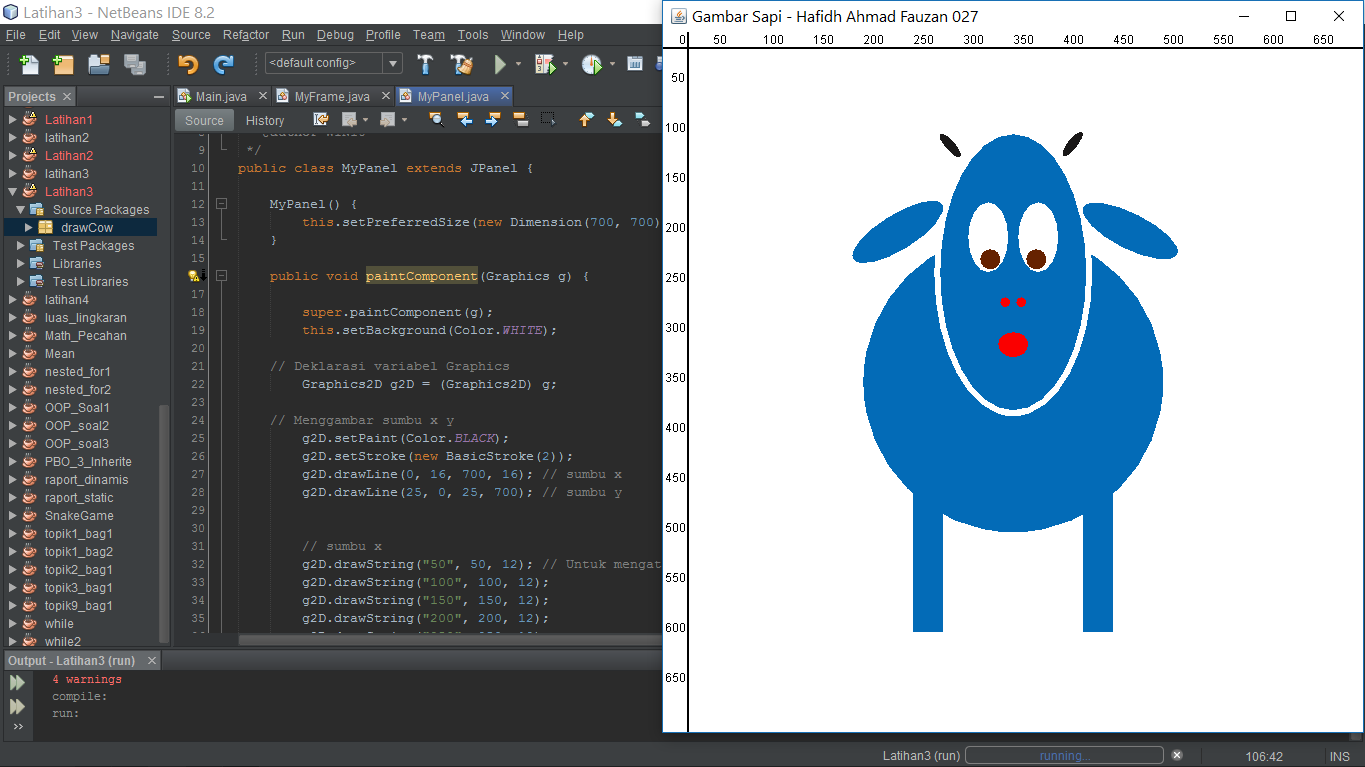 Latihan3 - NetBeans IDE 8.2
File Edit View Navigate Source Refactor Run Debug Profile Team Tools Window Help
<default config>
Projects
Latihan1
latihan2
Latihan2
latihan3
Latihan3
Source Packages
drawCow
Test Packages
Libraries
Test Libraries
latihan4
luas_lingkaran
Math_Pecahan
Mean
nested_for1
nested_for2
OOP_Soal1
OOP_soal2
OOP_soal3
PBO_3_Inherite
raport_dinamis
raport_static
SnakeGame
topik1_bag1
topik1_bag2
topik2_bag1
topik3_bag1
topik9_bag1
while
while2
Main.java MyFrame.java MyPanel.java
Source History
9 */
10 public class MyPanel extends JPanel {
11
12 MyPanel() {
13 this.setPreferredSize(new Dimension(700, 700)
14 }
15
public void paintComponent(Graphics g) {
17
18 super.paintComponent(g);
19 this.setBackground(Color.WHITE);
20
21 // Deklarasi variabel Graphics
22 Graphics2D g2D = (Graphics2D) g;
23
24 // Menggambar sumbu x y
25 g2D.setPaint(Color.BLACK);
26 g2D.setStroke(new BasicStroke(2));
27 g2D.drawLine(0, 16, 700, 16); // sumbu x
28 g2D.drawLine(25, 0, 25, 700); // sumbu y
29
30
31 // sumbu x
32 g2D.drawString("50", 50, 12); // Untuk mengat
33 g2D.drawString("100", 100, 12);
34 g2D.drawString("150", 150, 12);
35 g2D.drawString("200", 200, 12);
Output - Latihan3 (run)
4 warnings
compile:
run:
Gambar Sapi - Hafidh Ahmad Fauzan 027
0 50 100 150 200 250 300 350 400 450 500 550 600 650
50
100
150
200
250
300
350
400
450
500
550
600
650
Latihan3 (run) running... 106:42 INS